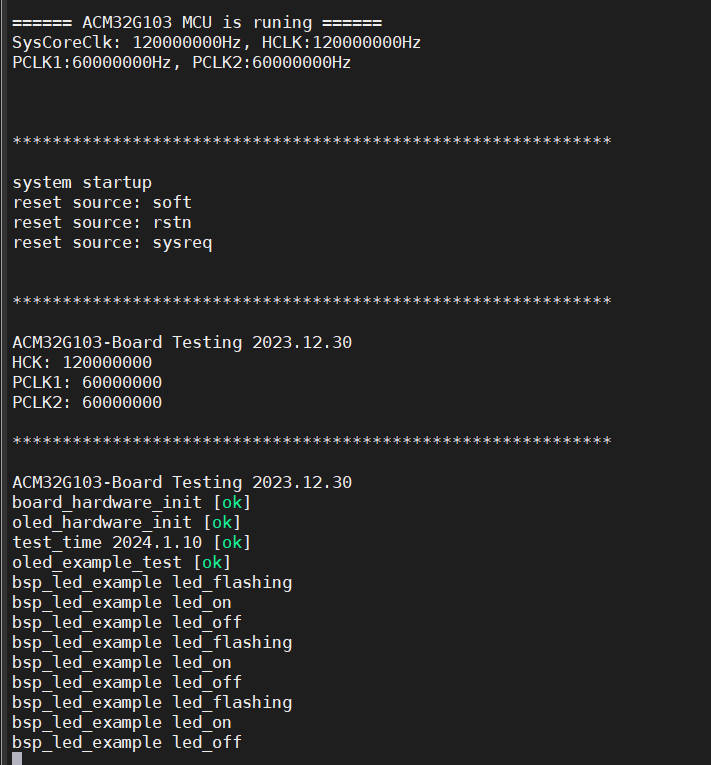 ====== ACM32G103 MCU is runing ======
SysCoreClk: 120000000Hz, HCLK:120000000Hz
PCLK1:60000000Hz, PCLK2:60000000Hz
************************************************************
system startup
reset source: soft
reset source: rstn
reset source: sysreq
************************************************************
ACM32G103-Board Testing 2023.12.30
HCK: 120000000
PCLK1: 60000000
PCLK2: 60000000
************************************************************
ACM32G103-Board Testing 2023.12.30
board_hardware_init [ok]
oled_hardware_init [ok]
test_time 2024.1.10 [ok]
oled_example_test [ok]
bsp_led_example led_flashing
bsp_led_example led_on
bsp_led_example led_off
bsp_led_example led_flashing
bsp_led_example led_on
bsp_led_example led_off
bsp_led_example led_flashing
bsp_led_example led_on
bsp_led_example led_off